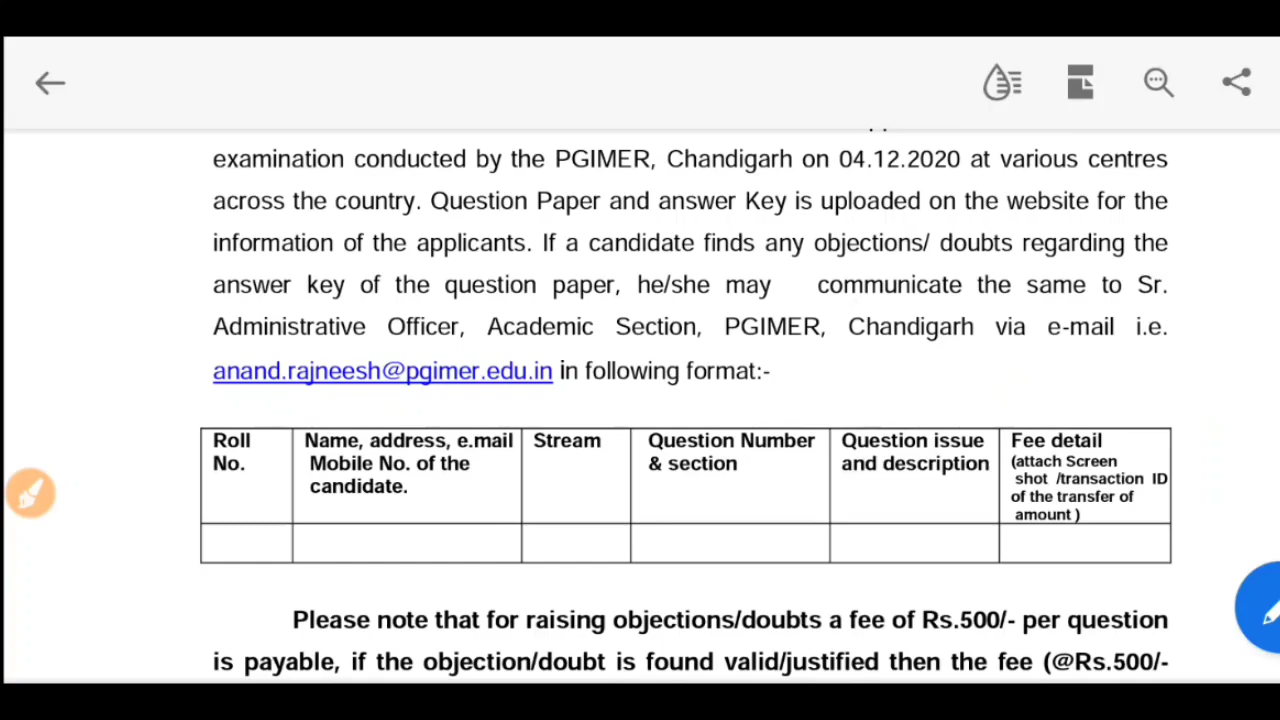 examination conducted by the PGIMER, Chandigarh on 04.12.2020 at various centres
across the country. Question Paper and answer Key is uploaded on the website for the
information of the applicants. If a candidate finds any objections/ doubts regarding the
answer key of the question paper, he/she may communicate the same to Sr.
Administrative Officer, Academic Section, PGIMER, Chandigarh via e-mail i.e.
anand.rajneesh@pgimer.edu.in in following format:-
Roll
No.
Name, address, e.mail
Mobile No. of the
candidate.
Stream
Question Number
& section
Question issue
and description
Fee detail
(attach Screen
shot /transaction ID
of the transfer of
amount )
Please note that for raising objections/doubts a fee of Rs.500/- per question
is payable, if the objection/doubt is found valid/justified then the fee (@Rs.500/-